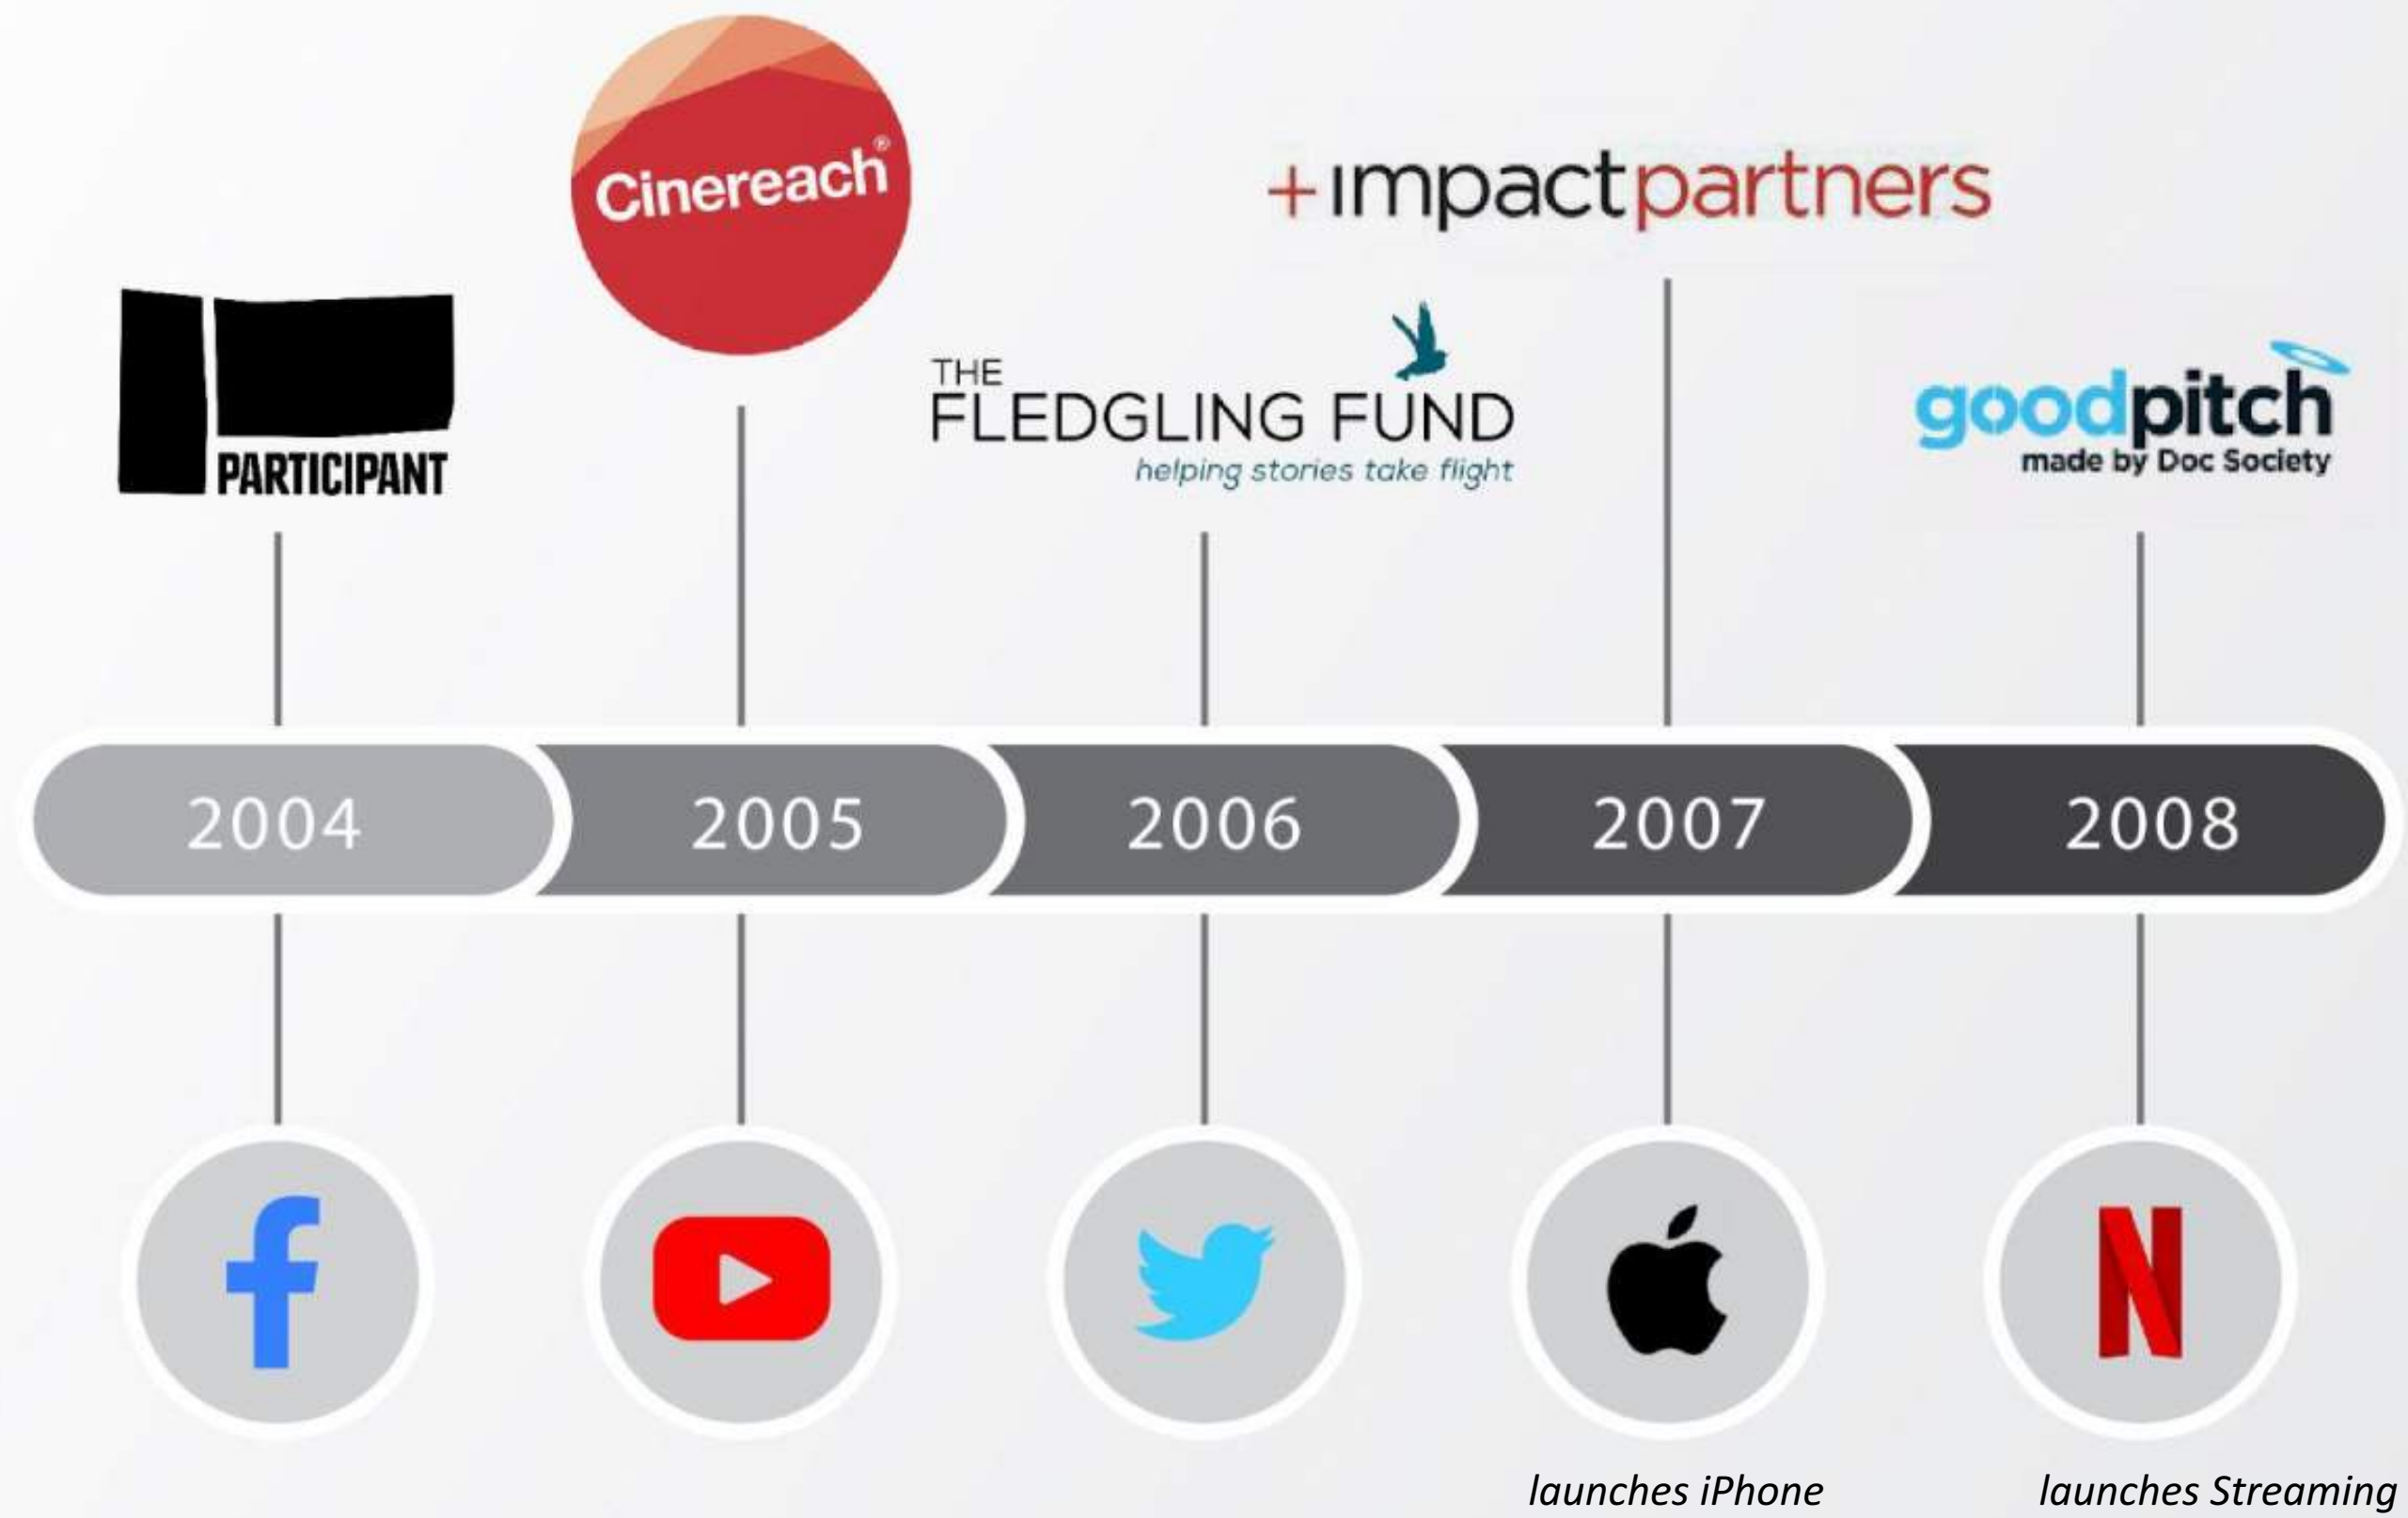 Cinereach®
+impactpartners
PARTICIPANT
THE
FLEDGLING FUND
helping stories take flight
goodpitch
made by Doc Society
2004
2005
2006
2007
2008
launches iPhone
launches Streaming